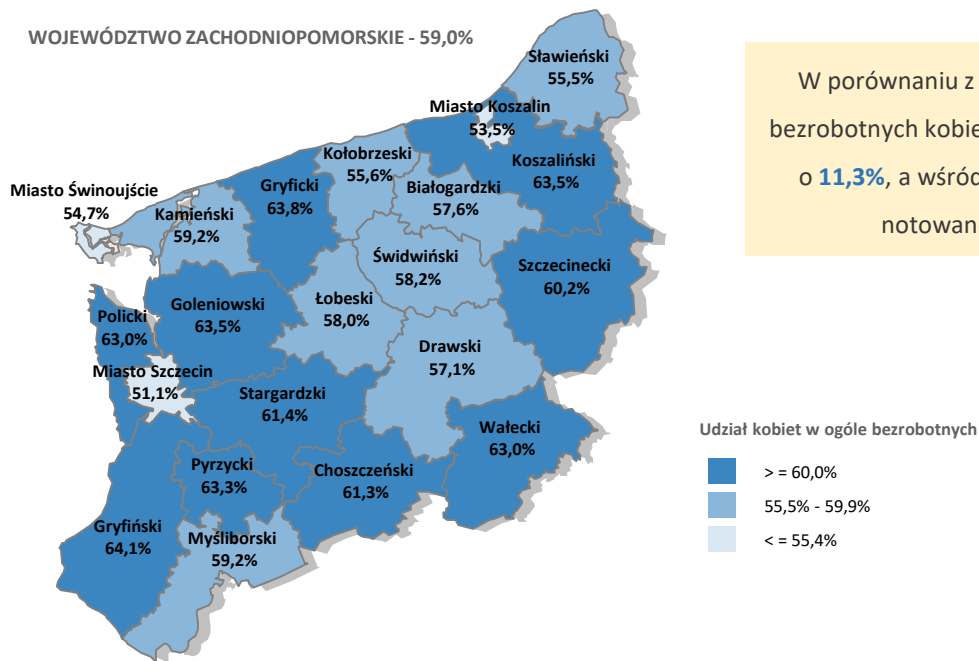 WOJEWÓDZTWO ZACHODNIOPOMORSKIE - 59,0%
Sławieński
55,5%
Miasto Koszalin
53,5%
Koszaliński
63,5%
Kołobrzeski
55,6%
Białogardzki
57,6%
Gryficki
63,8%
Miasto Świnoujście
54,7%
Kamieński
59,2%
Świdwiński
58,2%
Szczecinecki
60,2%
Goleniowski
63,5%
Łobeski
58,0%
Policki
63,0%
Drawski
57,1%
Miasto Szczecin
51,1%
Stargardzki
61,4%
Wałecki
63,0%
Pyrzycki
63,3%
Choszczeński
61,3%
Gryfiński
64,1%
Myśliborski
59,2%
W porównaniu z
bezrobotnych kobie
o 11,3%, a wśród
notowan
Udział kobiet w ogóle bezrobotnych
> = 60,0%
55,5% - 59,9%
< = 55,4%